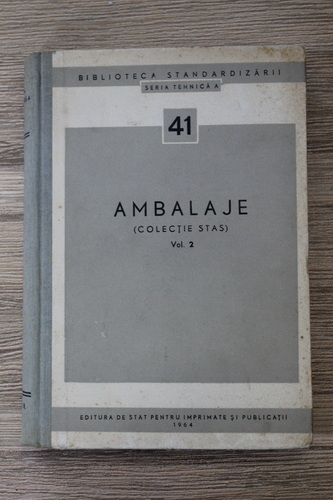 BIBLIOTECA STANDARDIZĂRII
SERIA TEHNICĂ A
41
AMBALAJE
(COLECȚIE STAS)
Vol. 2
EDITURA DE STAT PENTRU IMPRIMATE ȘI PUBLICAȚII
1964